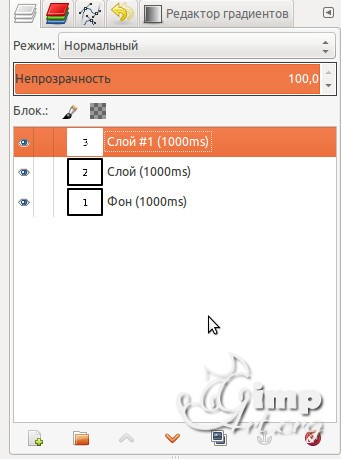 Редактор градиентов
Режим: Нормальный
Непрозрачность 100,0
Блок.:
3 Слой #1 (1000ms)
2 Слой (1000ms)
1 Фон (1000ms)
Gimp
Art.org